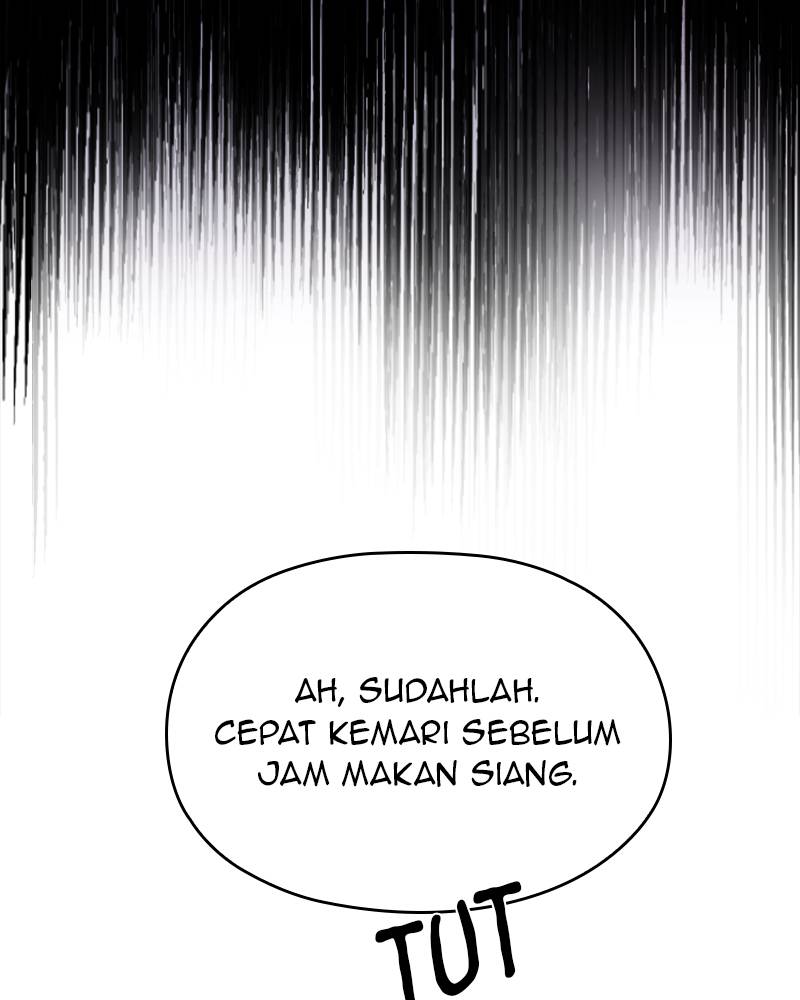 AH, SUDAHLAH.
CEPAT KEMARI SEBELUM
JAM MAKAN SIANG.
TUT